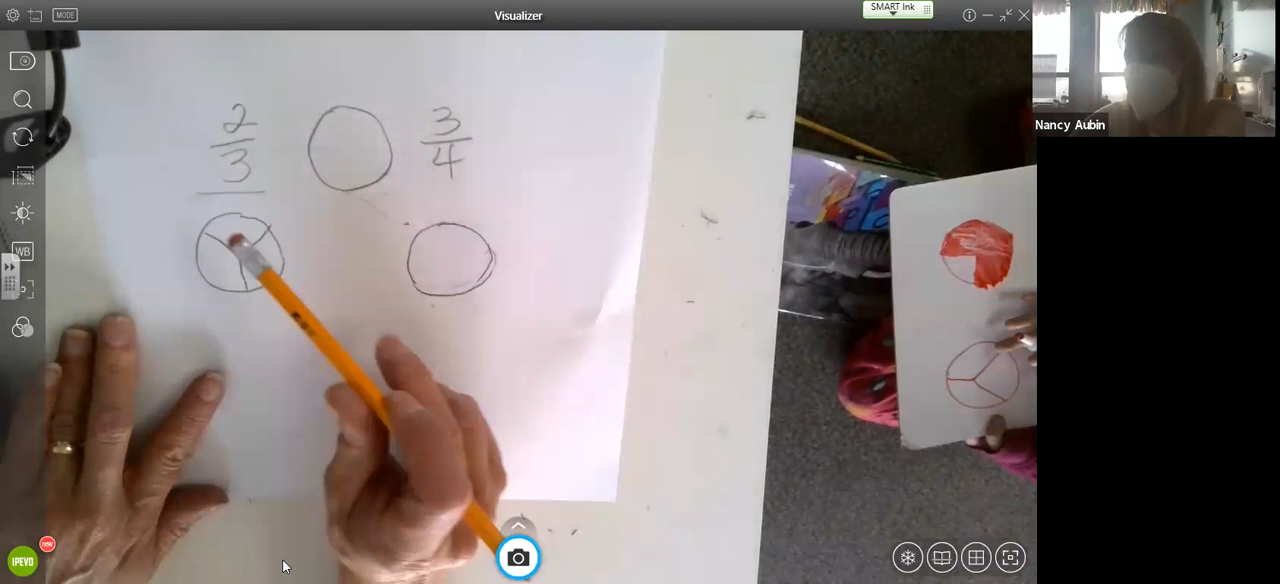 MODE
Visualizer
SMART Ink
Nancy Aubin
2/3 3/4
WB
new
IPEVO